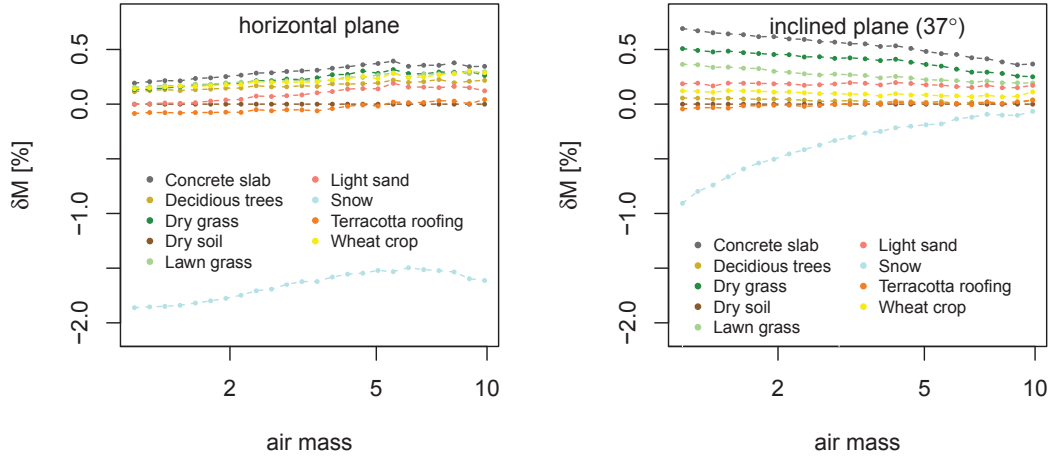 horizontal plane
δM [%]
0.5
0.0
−1.0
−2.0
Concrete slab
Decidious trees
Dry grass
Dry soil
Lawn grass
Light sand
Snow
Terracotta roofing
Wheat crop
2
5
10
air mass
inclined plane (37°)
δM [%]
0.5
0.0
−1.0
−2.0
Concrete slab
Decidious trees
Dry grass
Dry soil
Lawn grass
Light sand
Snow
Terracotta roofing
Wheat crop
2
5
10
air mass